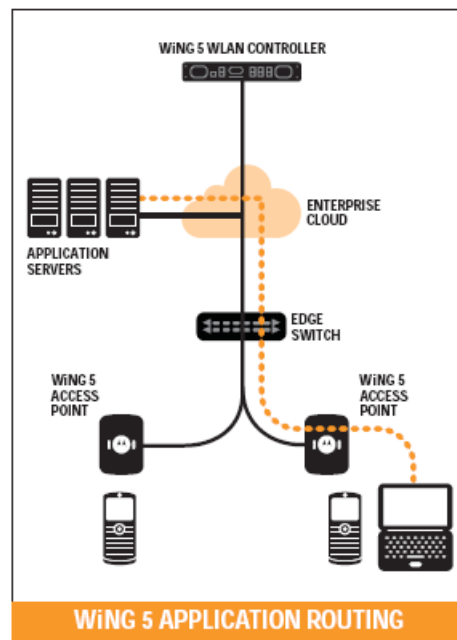 WiNG 5 WLAN CONTROLLER
ENTERPRISE
CLOUD
APPLICATION
SERVERS
EDGE
SWITCH
WiNG 5
ACCESS
POINT
WiNG 5
ACCESS
POINT
WiNG 5 APPLICATION ROUTING